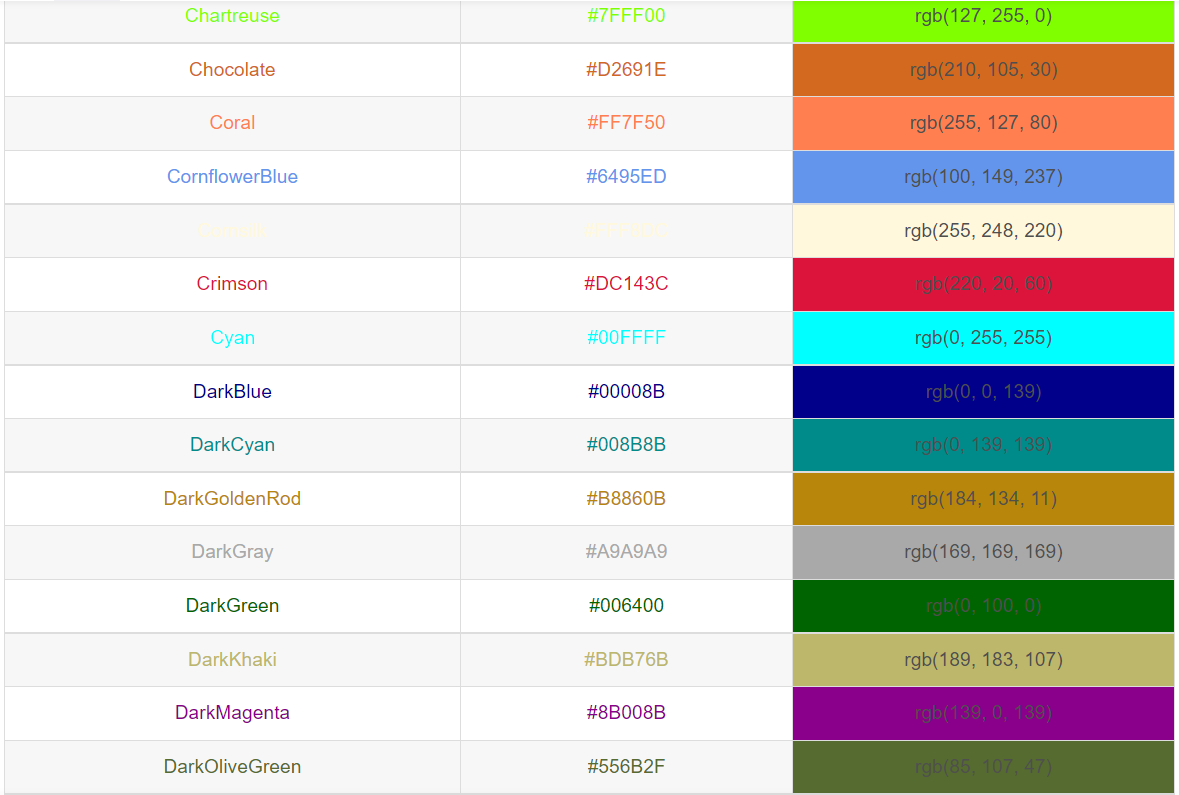 Chartreuse #7FFF00 rgb(127, 255, 0)
Chocolate #D2691E rgb(210, 105, 30)
Coral #FF7F50 rgb(255, 127, 80)
CornflowerBlue #6495ED rgb(100, 149, 237)
rgb(255, 248, 220)
Crimson #DC143C rgb(220, 20, 60)
Cyan #00FFFF rgb(0, 255, 255)
DarkBlue #00008B rgb(0, 0, 139)
DarkCyan #008B8B rgb(0, 139, 139)
DarkGoldenRod #B8860B rgb(184, 134, 11)
DarkGray #A9A9A9 rgb(169, 169, 169)
DarkGreen #006400 rgb(0, 100, 0)
DarkKhaki #BDB76B rgb(189, 183, 107)
DarkMagenta #8B008B rgb(139, 0, 139)
DarkOliveGreen #556B2F rgb(85, 107, 47)